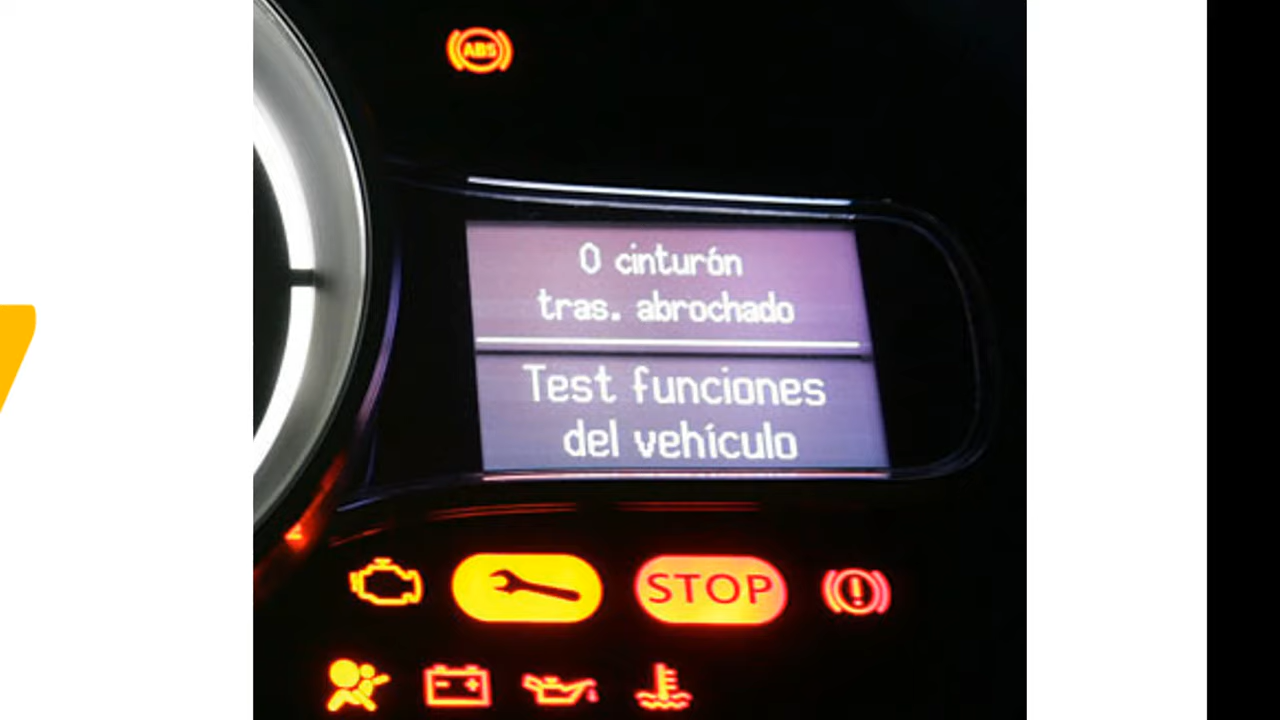 ABS
0 cinturón
tras. abrochado
Test funciones
del vehículo
STOP